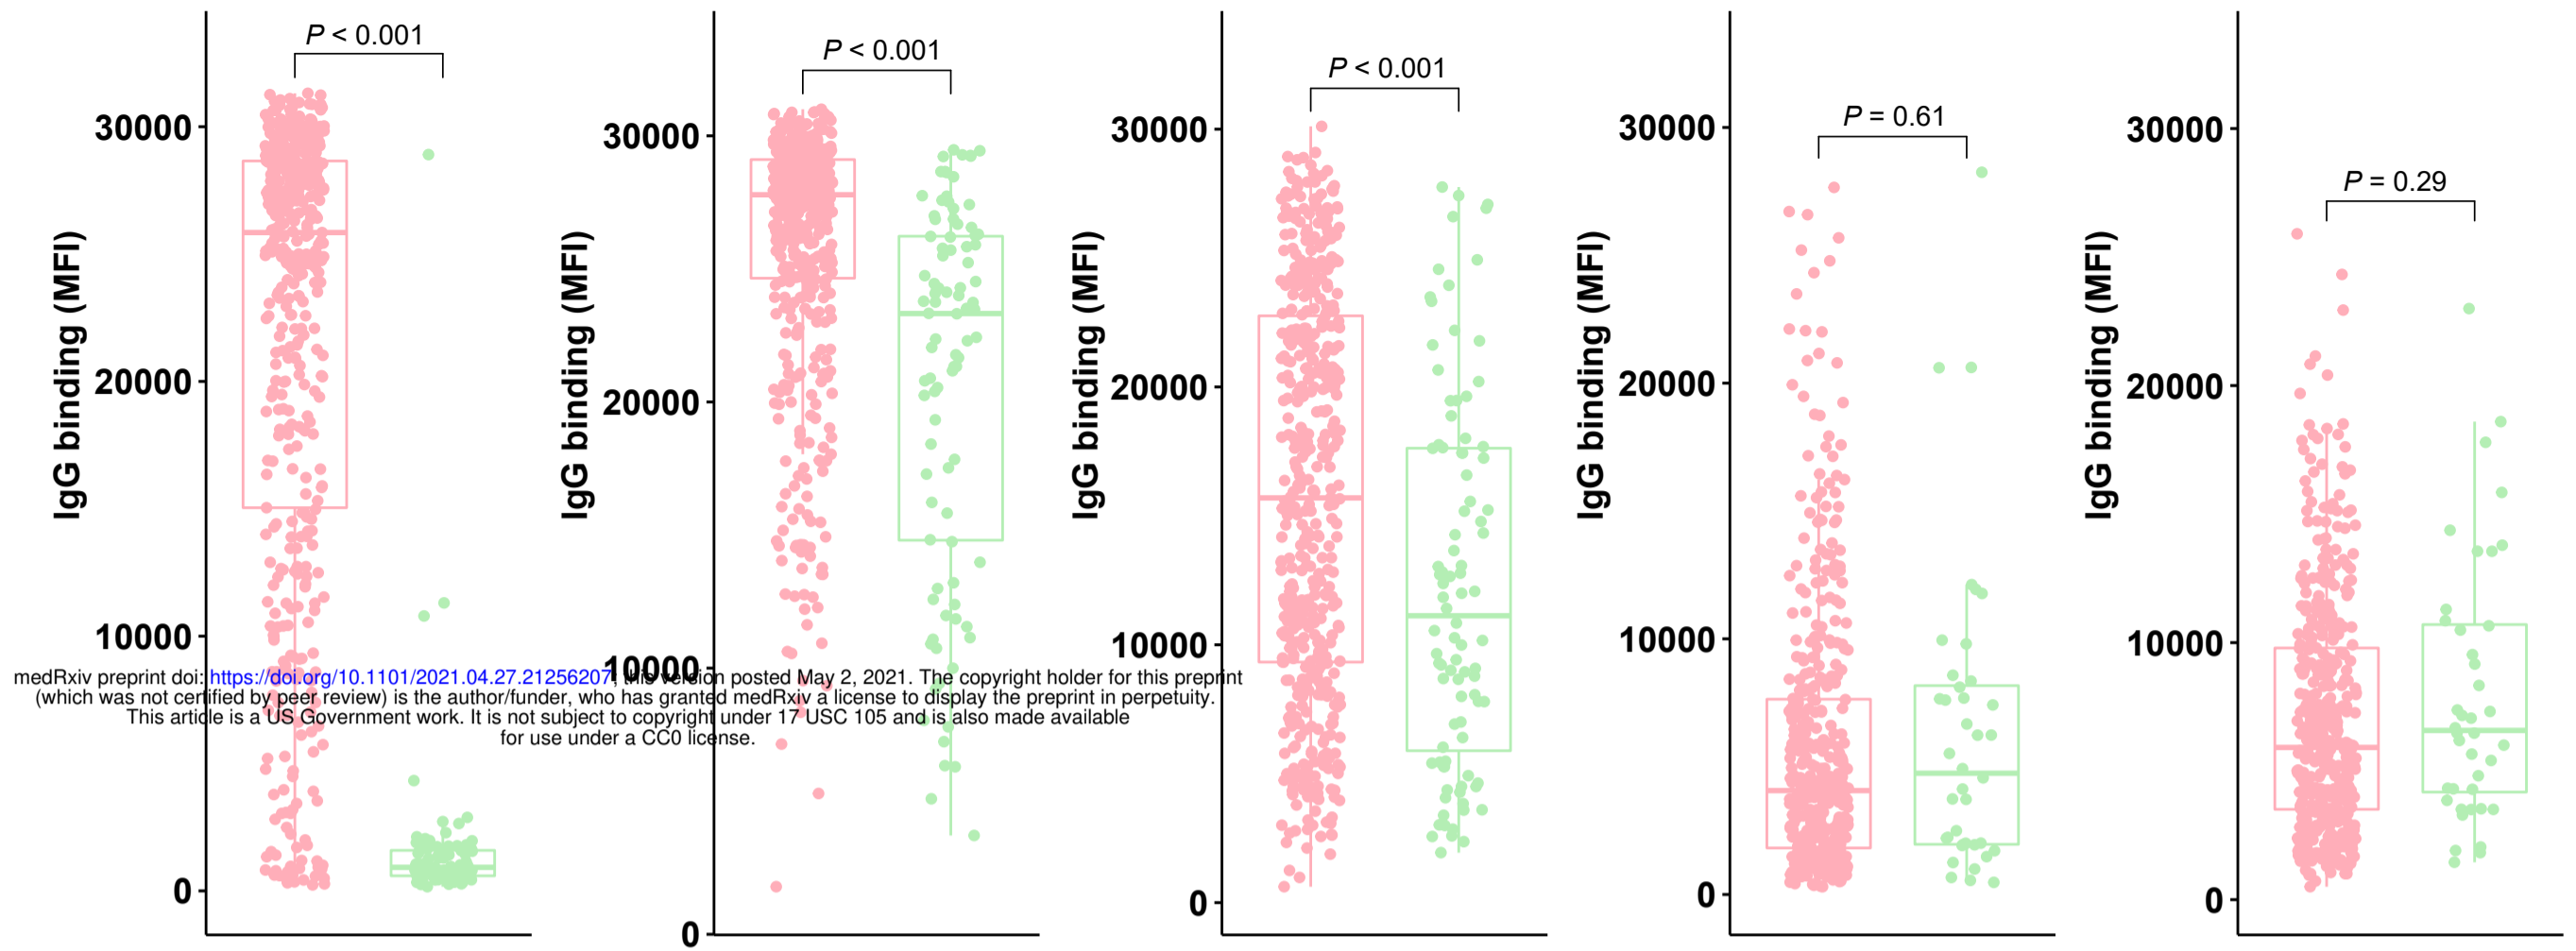 P < 0.001
P < 0.001
P < 0.001
P = 0.61
P = 0.29
IgG binding (MFI)
30000
20000
10000
0
IgG binding (MFI)
30000
20000
10000
0
IgG binding (MFI)
30000
20000
10000
0
IgG binding (MFI)
30000
20000
10000
0
IgG binding (MFI)
30000
20000
10000
0
medRxiv preprint doi: https://doi.org/10.1101/2021.04.27.21256207; this version posted May 2, 2021. The copyright holder for this preprint
(which was not certified by peer review) is the author/funder, who has granted medRxiv a license to display the preprint in perpetuity.
This article is a US Government work. It is not subject to copyright under 17 USC 105 and is also made available
for use under a CC0 license.